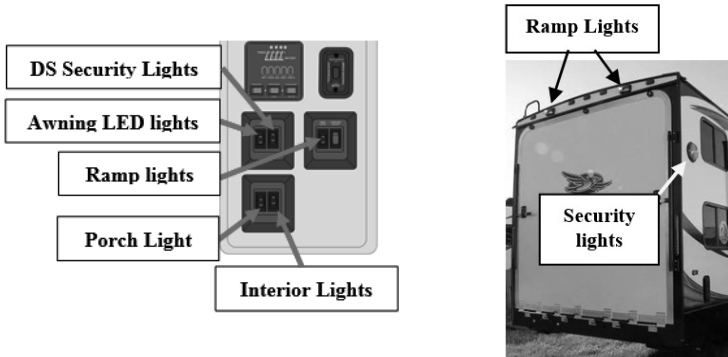 DS Security Lights
Awning LED lights
Ramp lights
Porch Light
Interior Lights
Ramp Lights
Security
lights